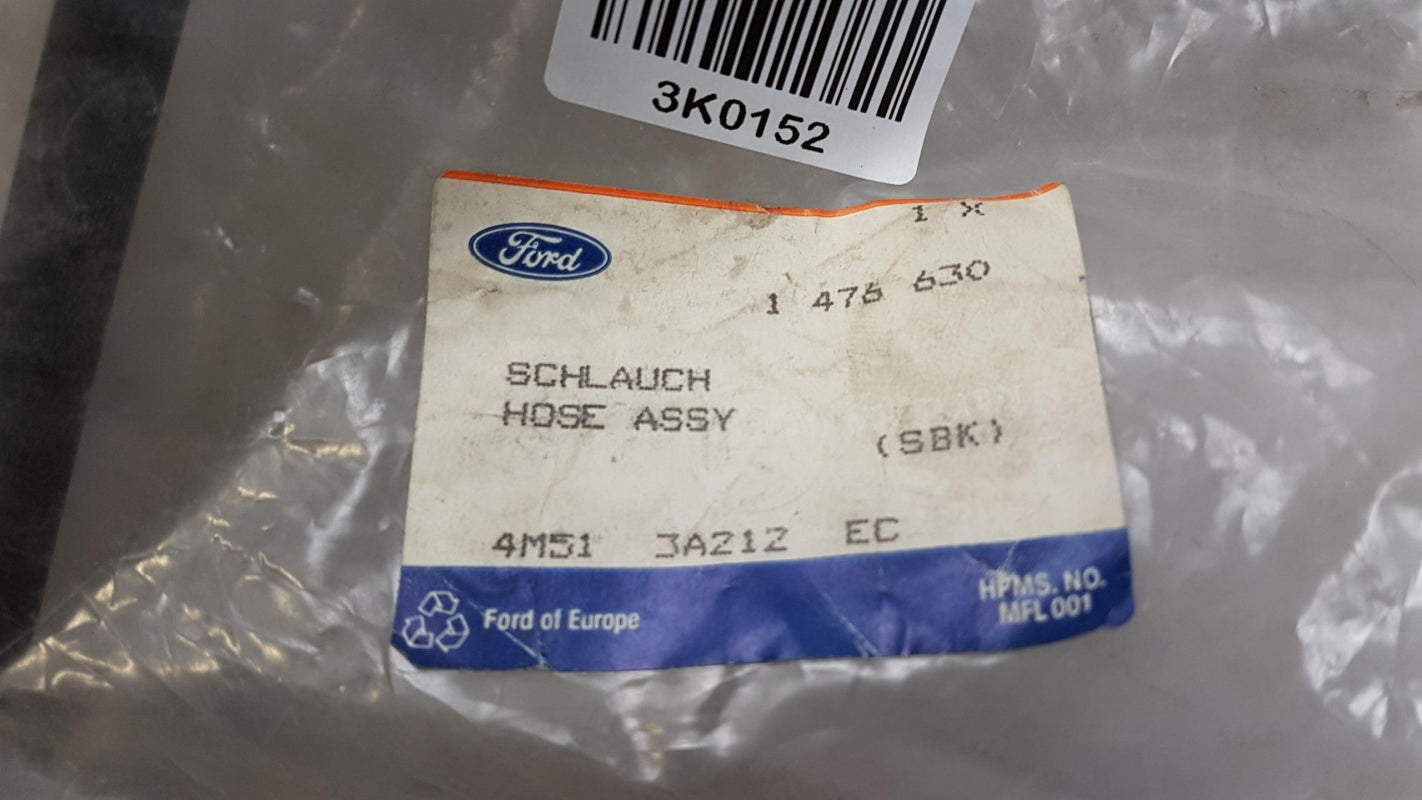 3K0152
Ford
1 X
1 476 630
SCHLAUCH
HOSE ASSY
(SBK)
4M51 3A212 EC
Ford of Europe
HPMS. NO.
MFL 001